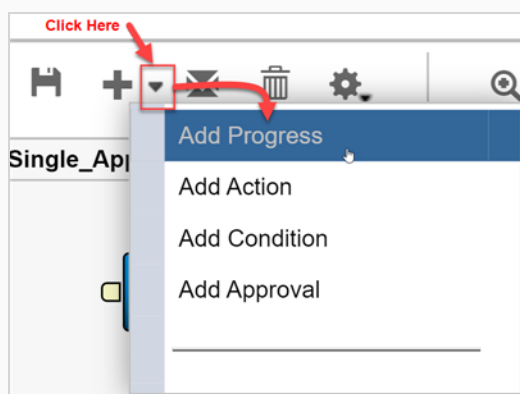 Click Here
Add Progress
Single_App
Add Action
Add Condition
Add Approval